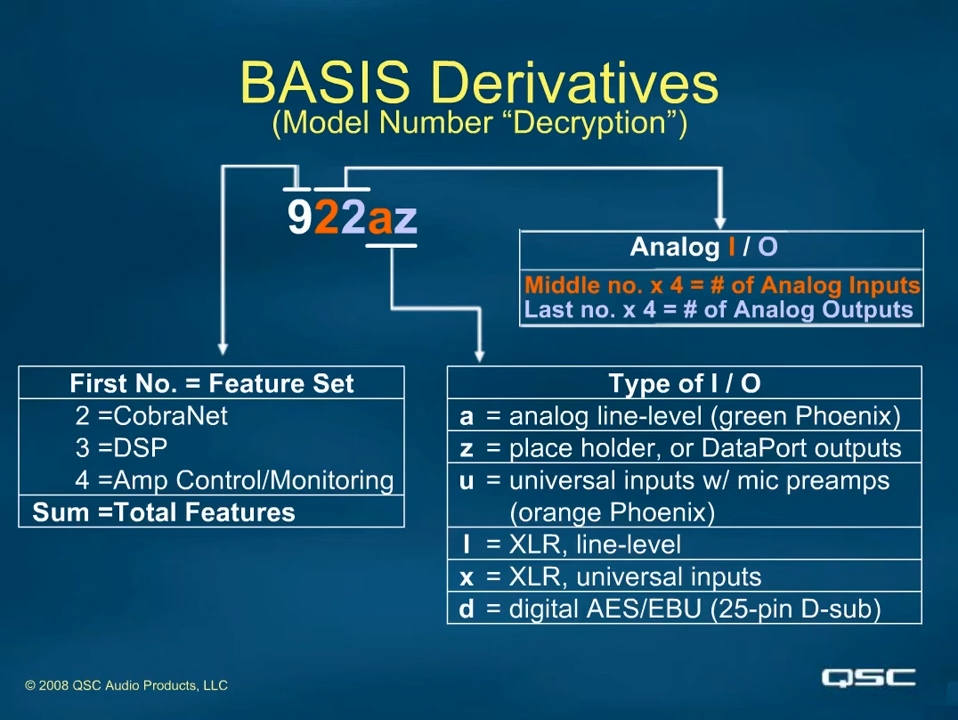 BASIS Derivatives
(Model Number “Decryption”)
922az
Analog I / O
Middle no. x 4 = # of Analog Inputs
Last no. x 4 = # of Analog Outputs
First No. = Feature Set
2 =CobraNet
3 =DSP
4 =Amp Control/Monitoring
Sum =Total Features
Type of I / O
a = analog line-level (green Phoenix)
z = place holder, or DataPort outputs
u = universal inputs w/ mic preamps
(orange Phoenix)
l = XLR, line-level
x = XLR, universal inputs
d = digital AES/EBU (25-pin D-sub)
© 2008 QSC Audio Products, LLC
QSC